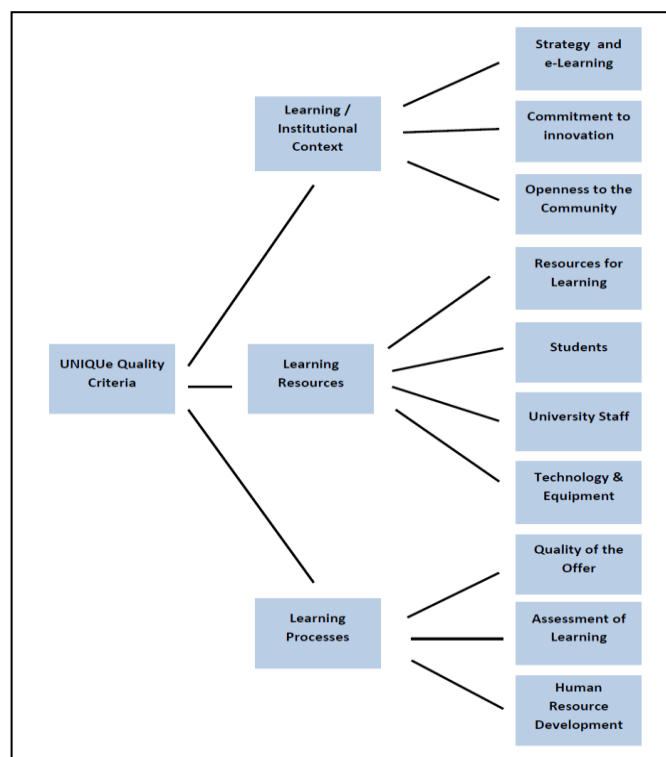 Strategy and
e-Learning
Learning /
Institutional
Context
Commitment to
innovation
Openness to the
Community
Resources for
Learning
UNIQUe Quality
Criteria
Learning
Resources
Students
University Staff
Technology &
Equipment
Quality of the
Offer
Learning
Processes
Assessment of
Learning
Human
Resource
Development